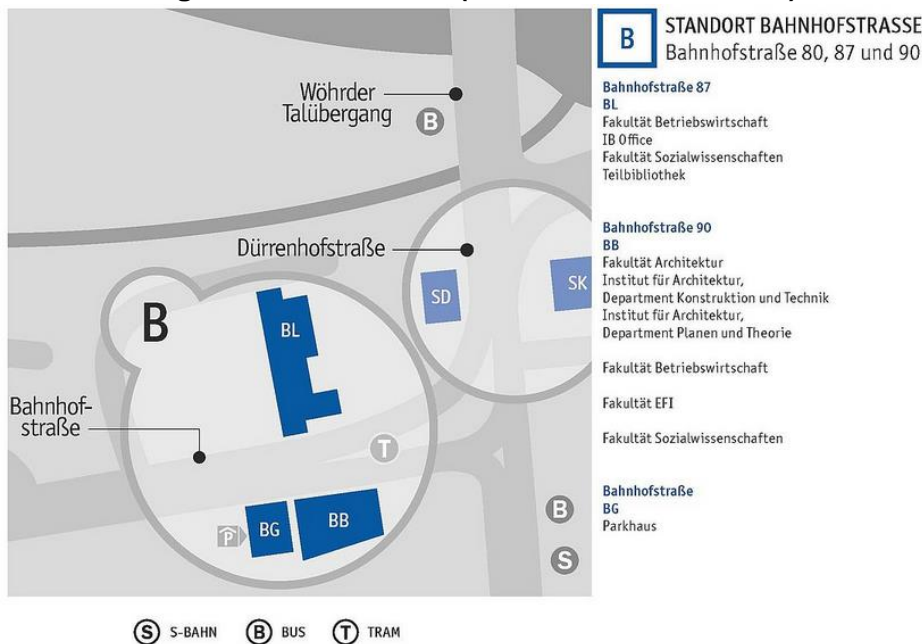 B
STANDORT BAHNHOFSTRASSE
Bahnhofstraße 80, 87 und 90
Bahnhofstraße 87
BL
Fakultät Betriebswirtschaft
IB Office
Fakultät Sozialwissenschaften
Teilbibliothek
Bahnhofstraße 90
BB
Fakultät Architektur
Institut für Architektur,
Department Konstruktion und Technik
Institut für Architektur,
Department Planen und Theorie
Fakultät Betriebswirtschaft
Fakultät EFI
Fakultät Sozialwissenschaften
Bahnhofstraße
BG
Parkhaus
Wöhrder
Talübergang
B
Dürrenhofstraße
SD
SK
B
BL
Bahnhof-
straße
T
P
BG
BB
B
S
S S-BAHN B BUS T TRAM